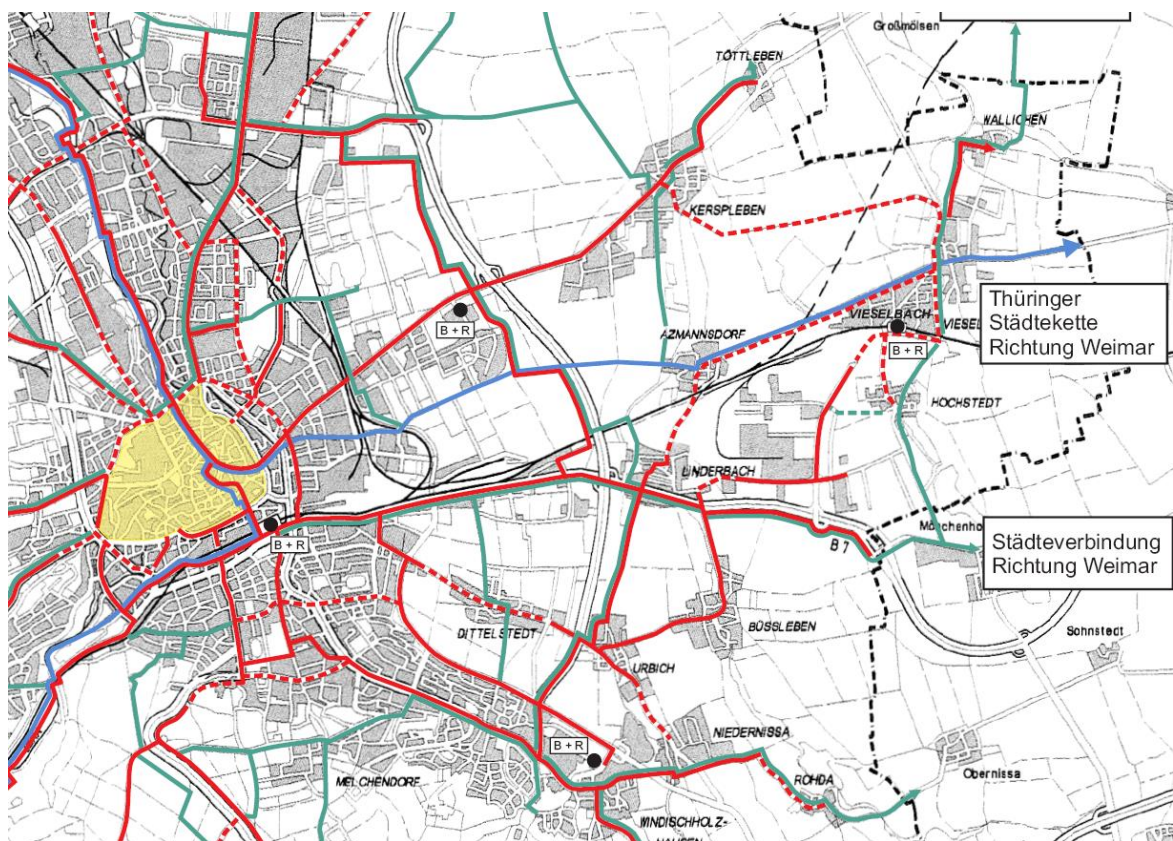 Großmölsen
TÖTTLEBEN
WALLICHEN
KERSPLEBEN
B + R
AZMANNSDORF
VIESELBACH
VIESEL
B + R
Thüringer
Städtekette
Richtung Weimar
HOCHSTEDT
LINDERBACH
B + R
B 7
Städteverbindung
Richtung Weimar
DITTELSTEDT
BÜSSLEBEN
Sohnstedt
URBICH
NIEDERNISSA
B + R
Obernissa
ROHDA
MELCHENDORF
WINDISCHHOLZ-